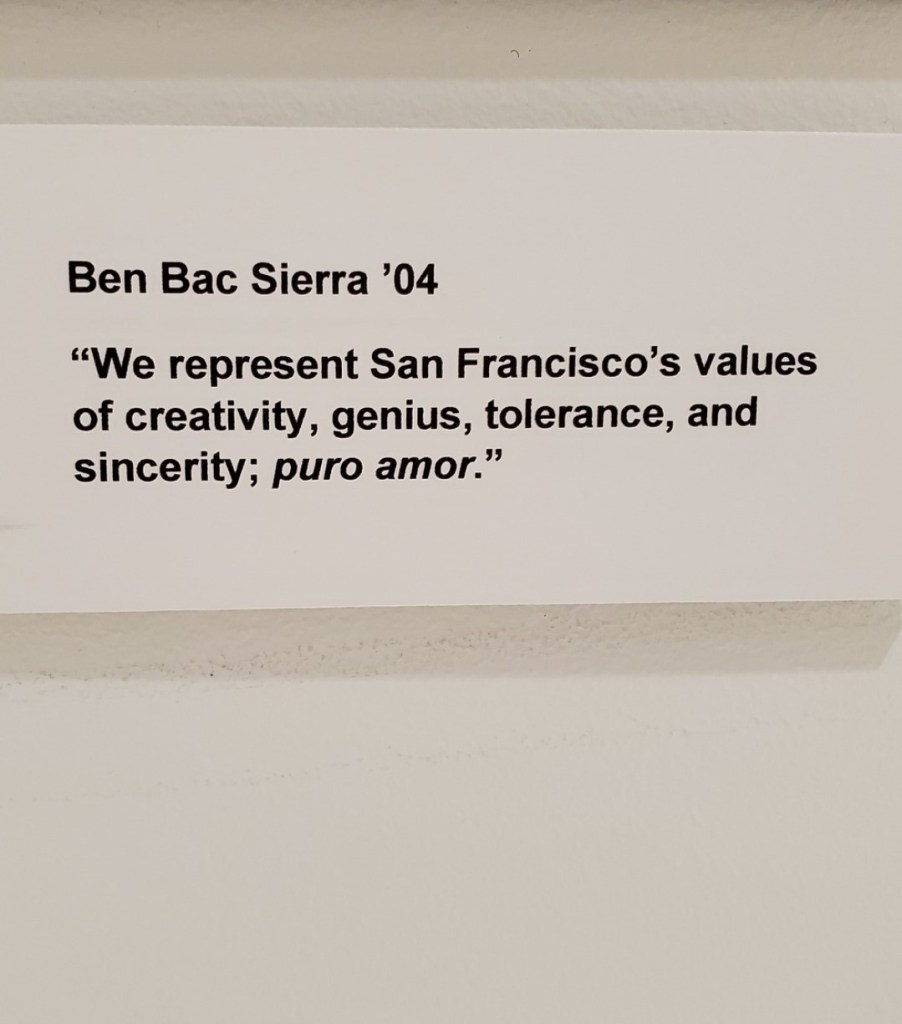 Ben Bac Sierra ’04
“We represent San Francisco’s values
of creativity, genius, tolerance, and
sincerity; puro amor.”